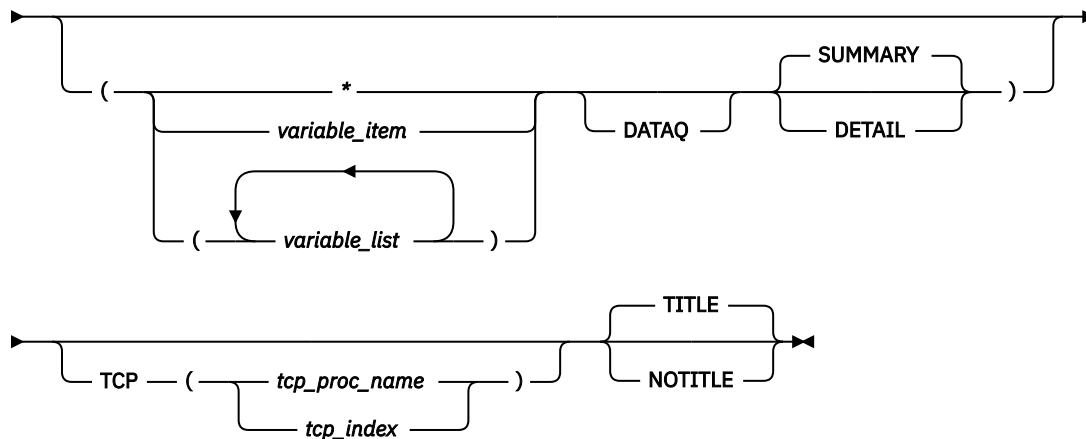 SUMMARY
( * )
variable_item DATAQ DETAIL
( variable_list )
TITLE
TCP ( tcp_proc_name ) NOTITLE
tcp_index